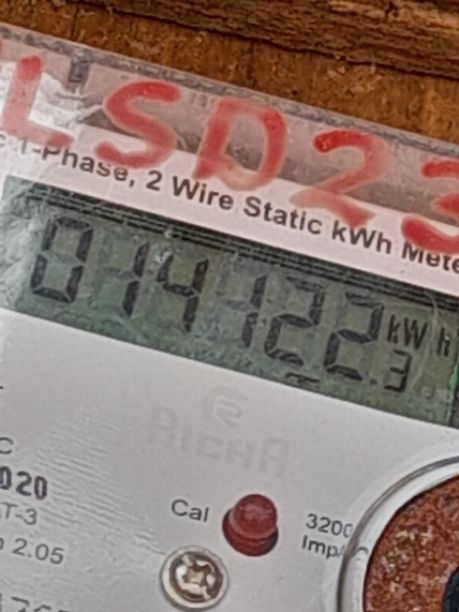 LSD23
1-Phase, 2 Wire Static kWh Mete
014122.3 kWh
RICHA
020
T-3
2.05
Cal
3200
Imp/